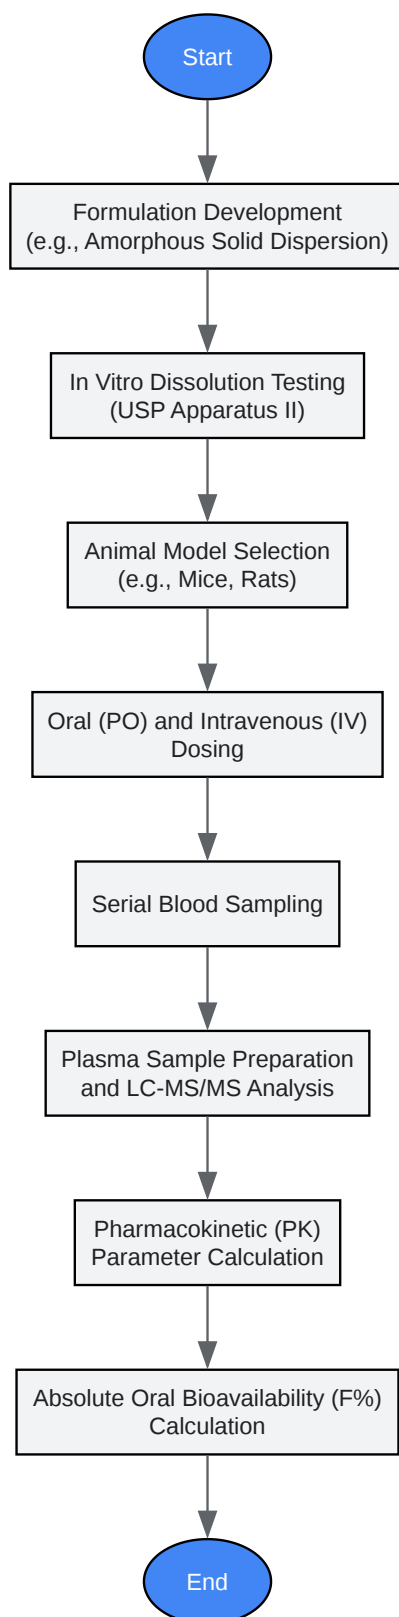 Start
Formulation Development
(e.g., Amorphous Solid Dispersion)
In Vitro Dissolution Testing
(USP Apparatus II)
Animal Model Selection
(e.g., Mice, Rats)
Oral (PO) and Intravenous (IV)
Dosing
Serial Blood Sampling
Plasma Sample Preparation
and LC-MS/MS Analysis
Pharmacokinetic (PK)
Parameter Calculation
Absolute Oral Bioavailability (F%)
Calculation
End